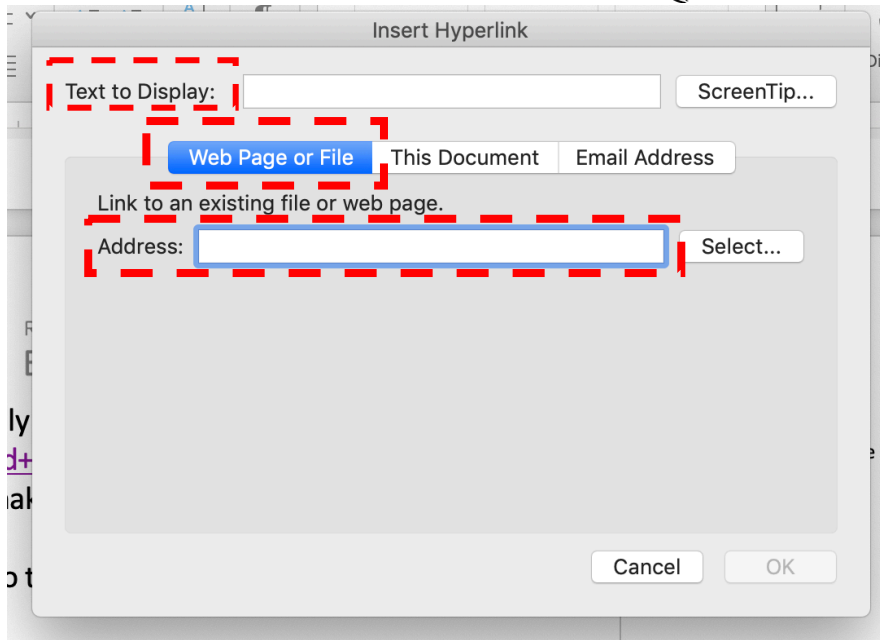 Insert Hyperlink
Text to Display:
ScreenTip...
Web Page or File
This Document
Email Address
Link to an existing file or web page.
Address:
Select...
ly
d+
Cancel
OK